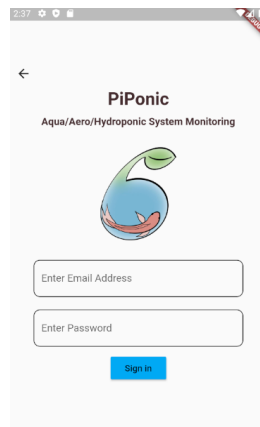 2:37
PiPonic
Aqua/Aero/Hydroponic System Monitoring
Enter Email Address
Enter Password
Sign in